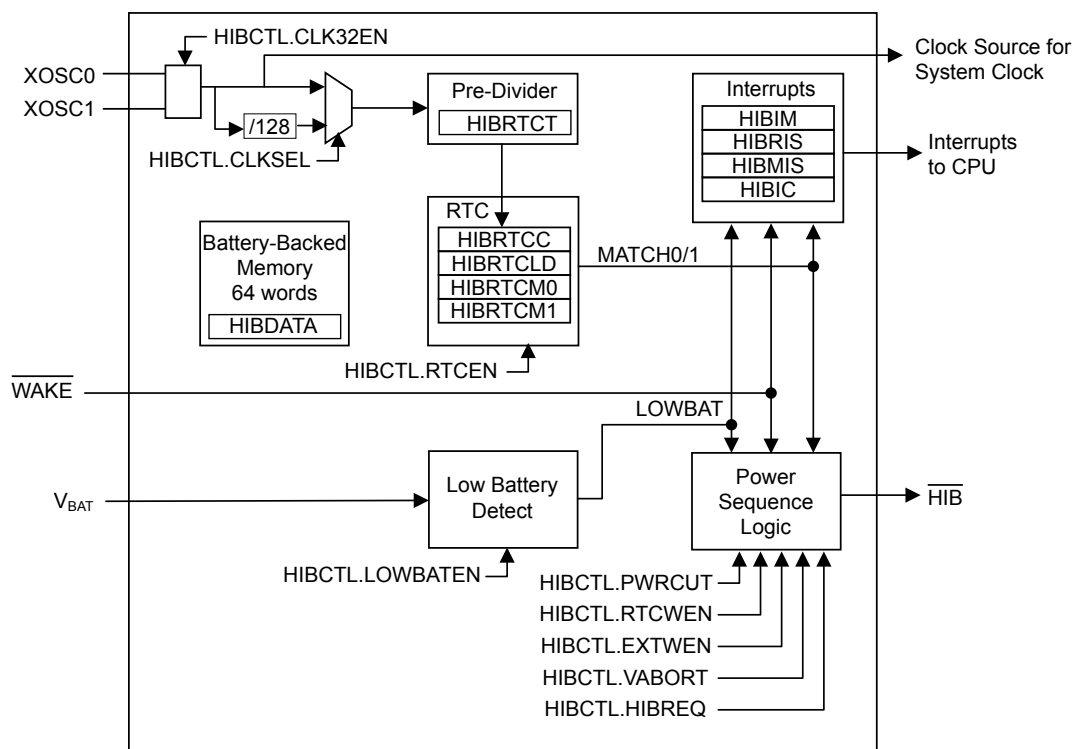 HIBCTL.CLK32EN
XOSC0
XOSC1
/128
HIBCTL.CLKSEL
Pre-Divider
HIBRTCT
Clock Source for
System Clock
Interrupts
HIBIM
HIBRIS
HIBMIS
HIBIC
Interrupts
to CPU
RTC
HIBRTCC
HIBRTCLD
HIBRTCM0
HIBRTCM1
MATCH0/1
Battery-Backed
Memory
64 words
HIBDATA
HIBCTL.RTCEN
WAKE
LOWBAT
VBAT
Low Battery
Detect
Power
Sequence
Logic
HIB
HIBCTL.LOWBATEN
HIBCTL.PWRCUT
HIBCTL.RTCWEN
HIBCTL.EXTWEN
HIBCTL.VABORT
HIBCTL.HIBREQ